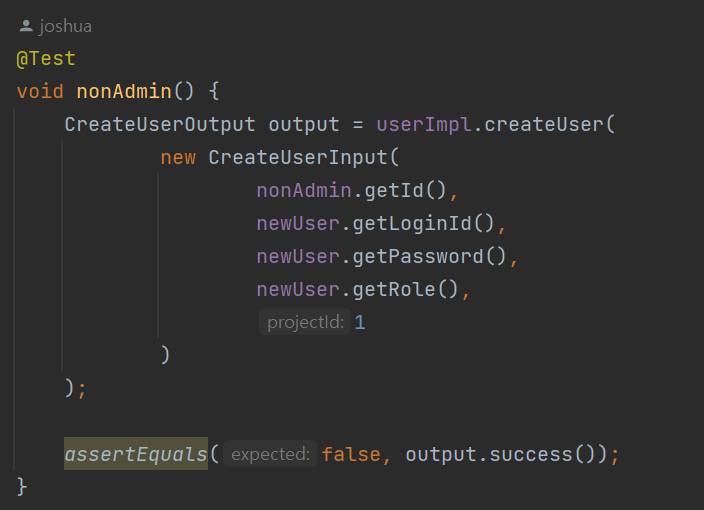 joshua
@Test
void nonAdmin() {
CreateUserOutput output = userImpl.createUser(
new CreateUserInput(
nonAdmin.getId(),
newUser.getLoginId(),
newUser.getPassword(),
newUser.getRole(),
projectId: 1
)
);
assertEquals( expected: false, output.success());
}